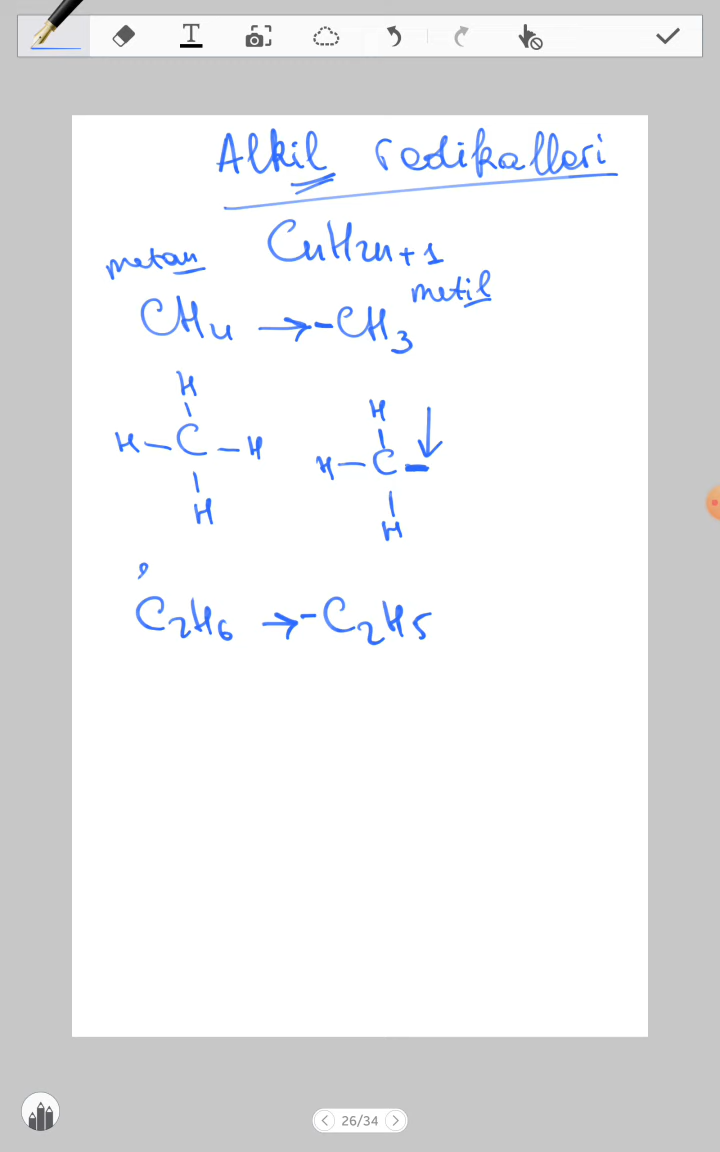 T
Alkil radikalleri
CnH2n+1
metan
metil
CH4 → -CH3
H H
H-C-H H-C-
H H
C2H6 → -C2H5
26/34